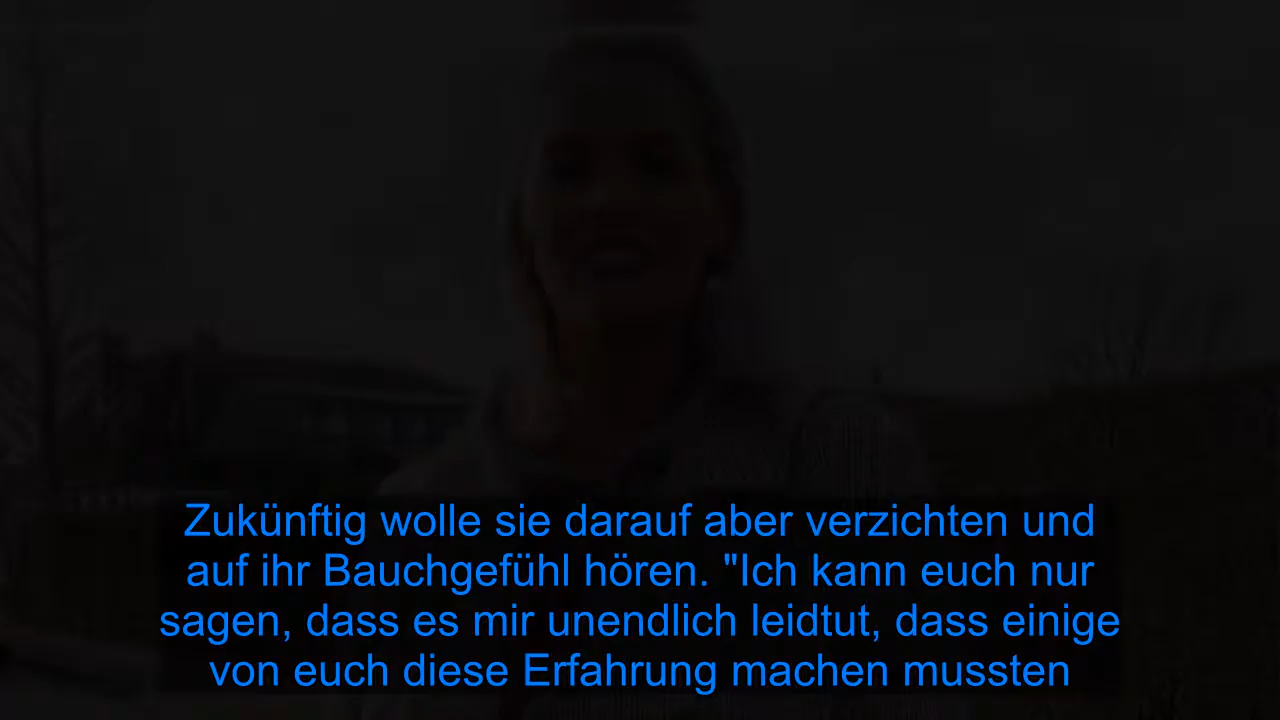 Zukünftig wolle sie darauf aber verzichten und
auf ihr Bauchgefühl hören. "Ich kann euch nur
sagen, dass es mir unendlich leidtut, dass einige
von euch diese Erfahrung machen mussten